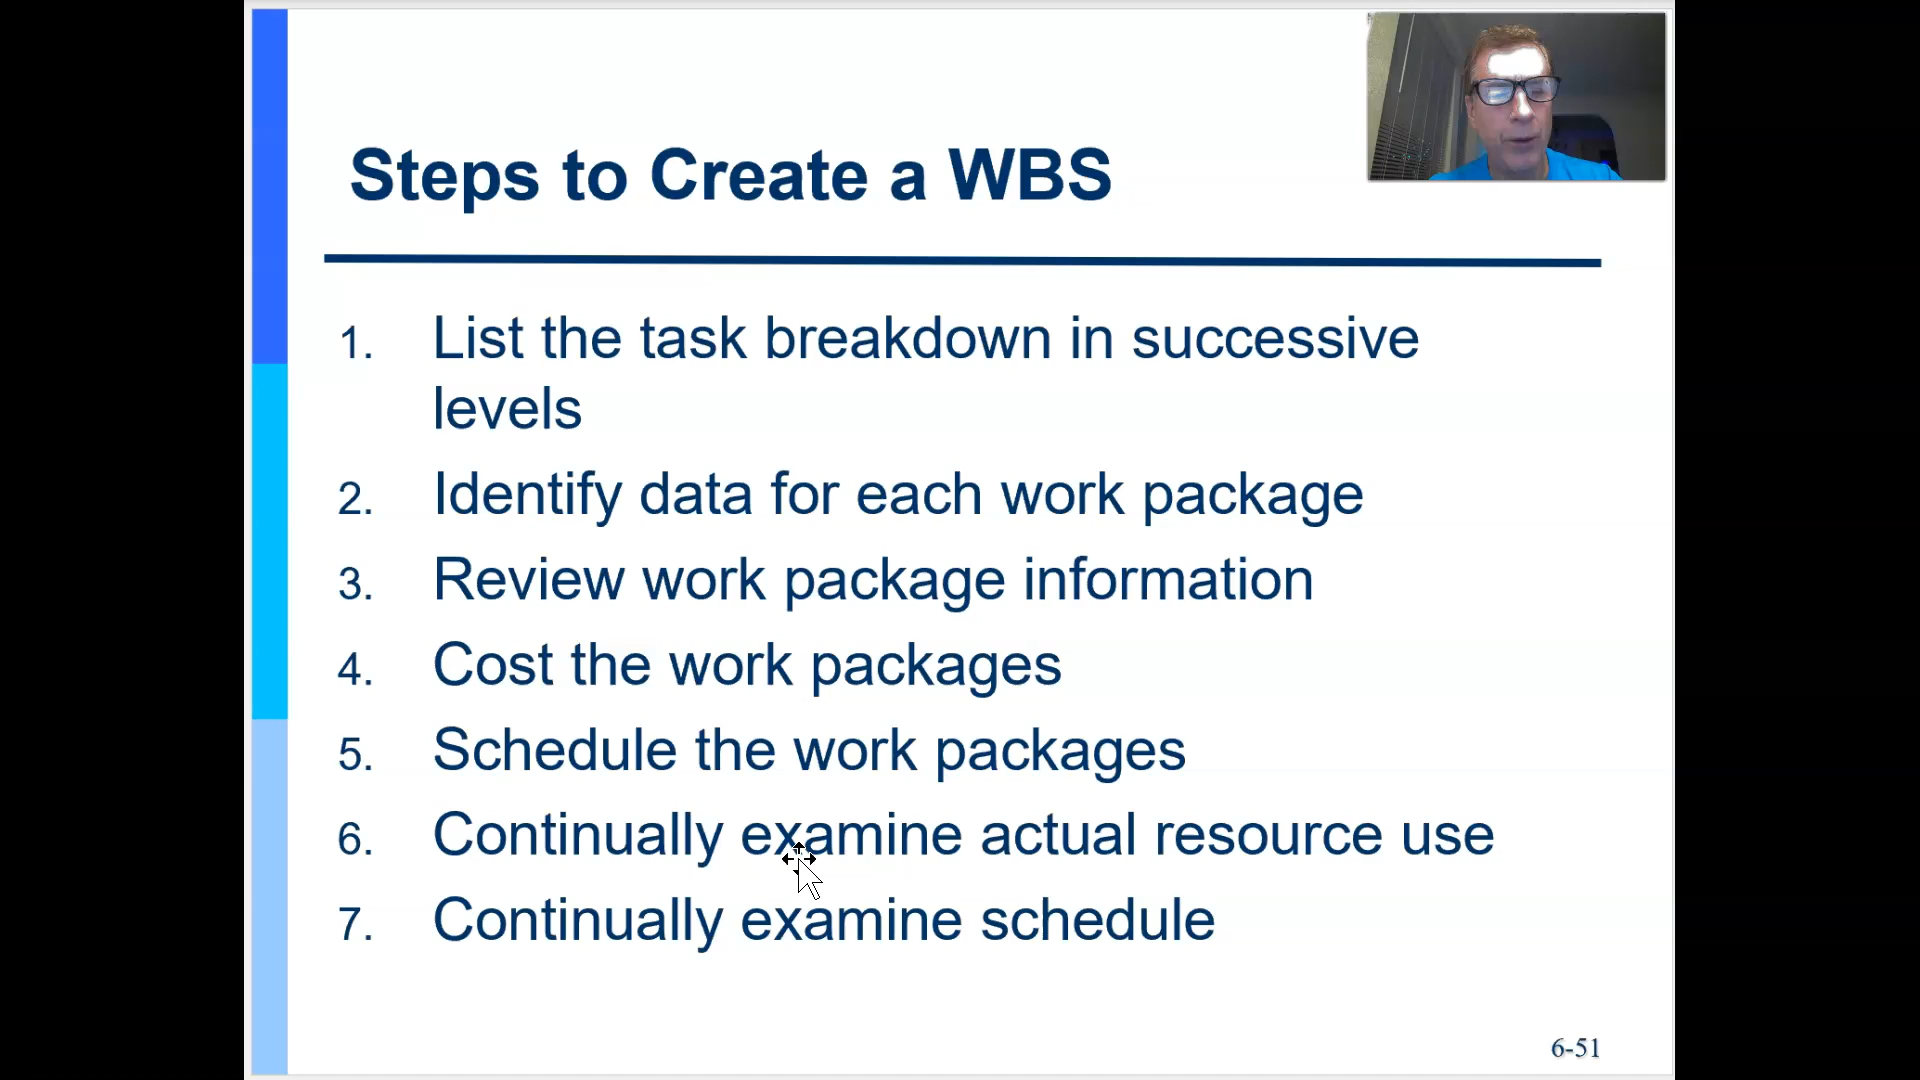 Steps to Create a WBS
1. List the task breakdown in successive
levels
2. Identify data for each work package
3. Review work package information
4. Cost the work packages
5. Schedule the work packages
6. Continually examine actual resource use
7. Continually examine schedule
6-51